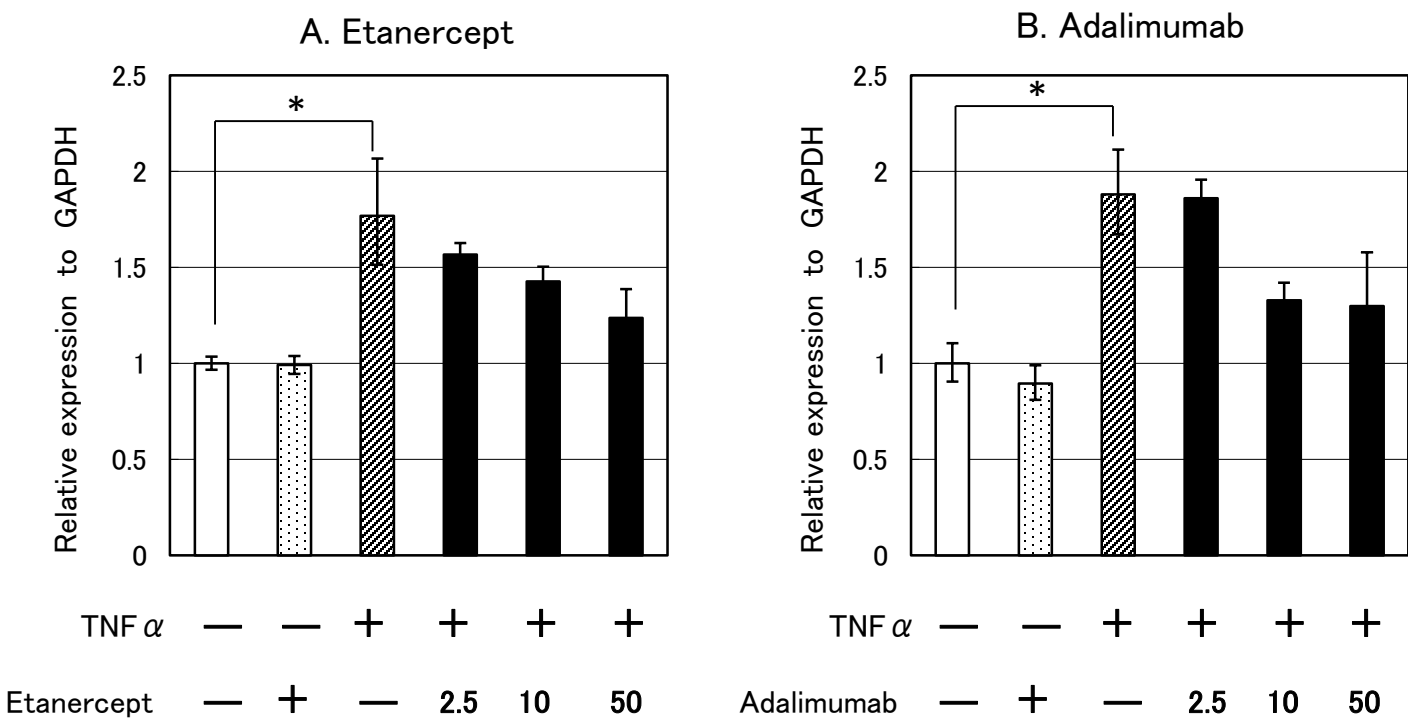 A. Etanercept
Relative expression to GAPDH
2.5
2
1.5
1
0.5
0
*
TNF α — — + + + +
Etanercept — + — 2.5 10 50
B. Adalimumab
Relative expression to GAPDH
2.5
2
1.5
1
0.5
0
*
TNF α — — + + + +
Adalimumab — + — 2.5 10 50